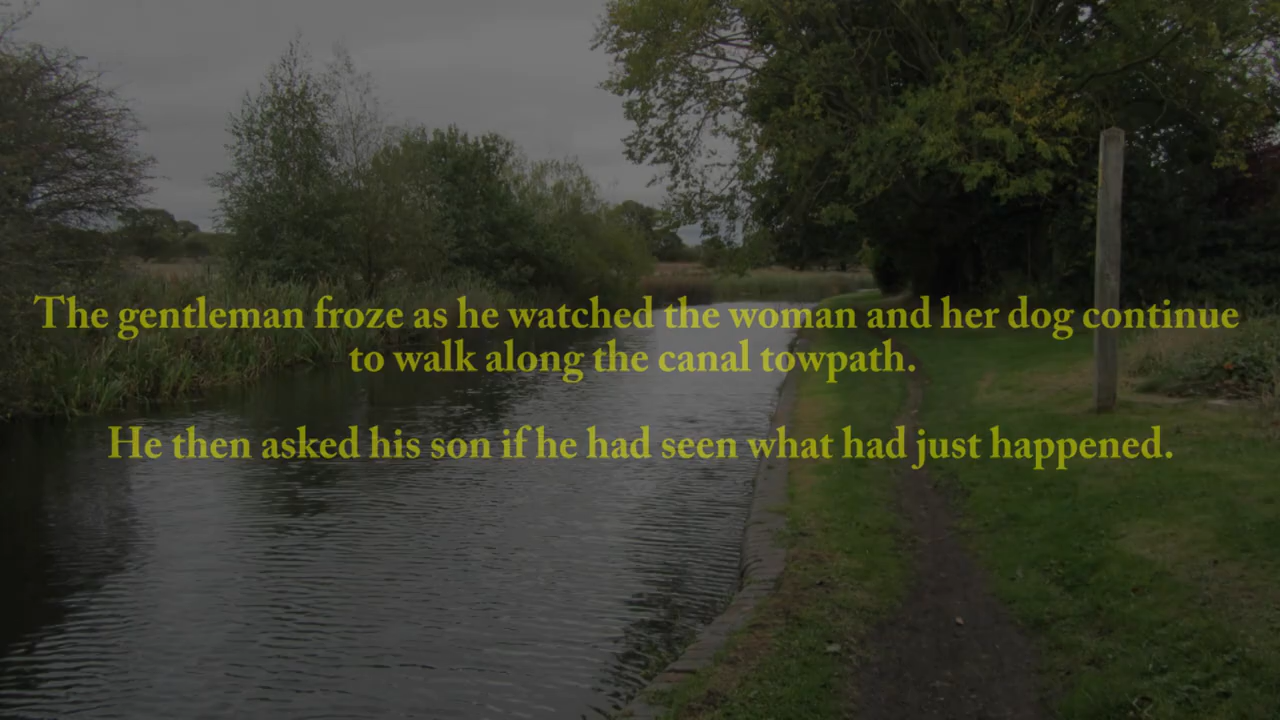 The gentleman froze as he watched the woman and her dog continue
to walk along the canal towpath.
He then asked his son if he had seen what had just happened.